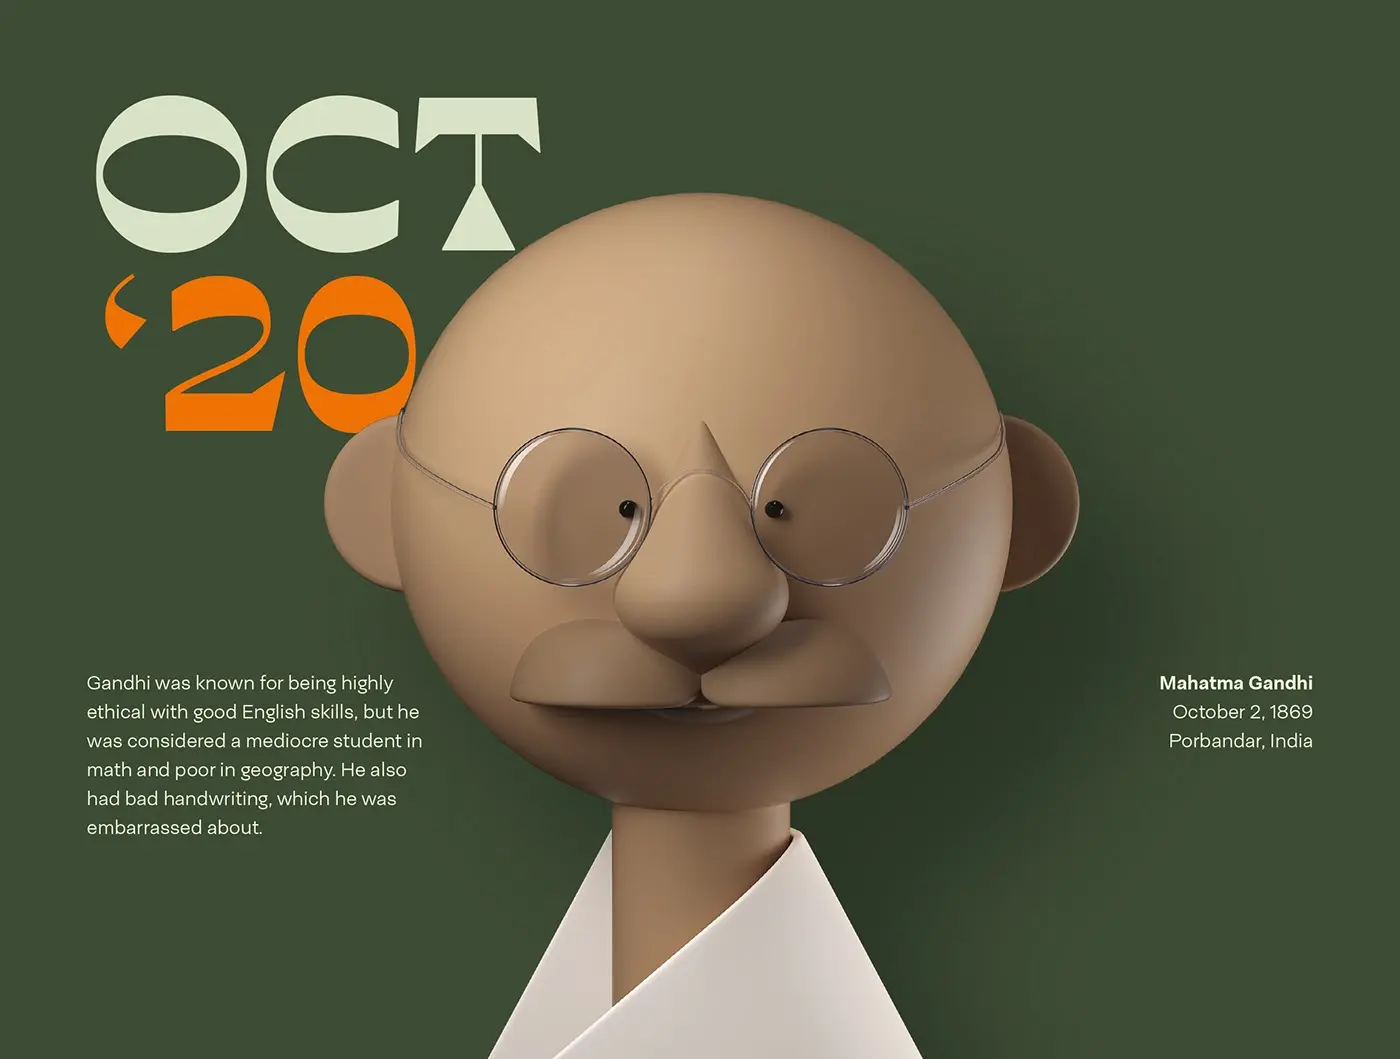 OCT
‘20
Gandhi was known for being highly
ethical with good English skills, but he
was considered a mediocre student in
math and poor in geography. He also
had bad handwriting, which he was
embarrassed about.
Mahatma Gandhi
October 2, 1869
Porbandar, India